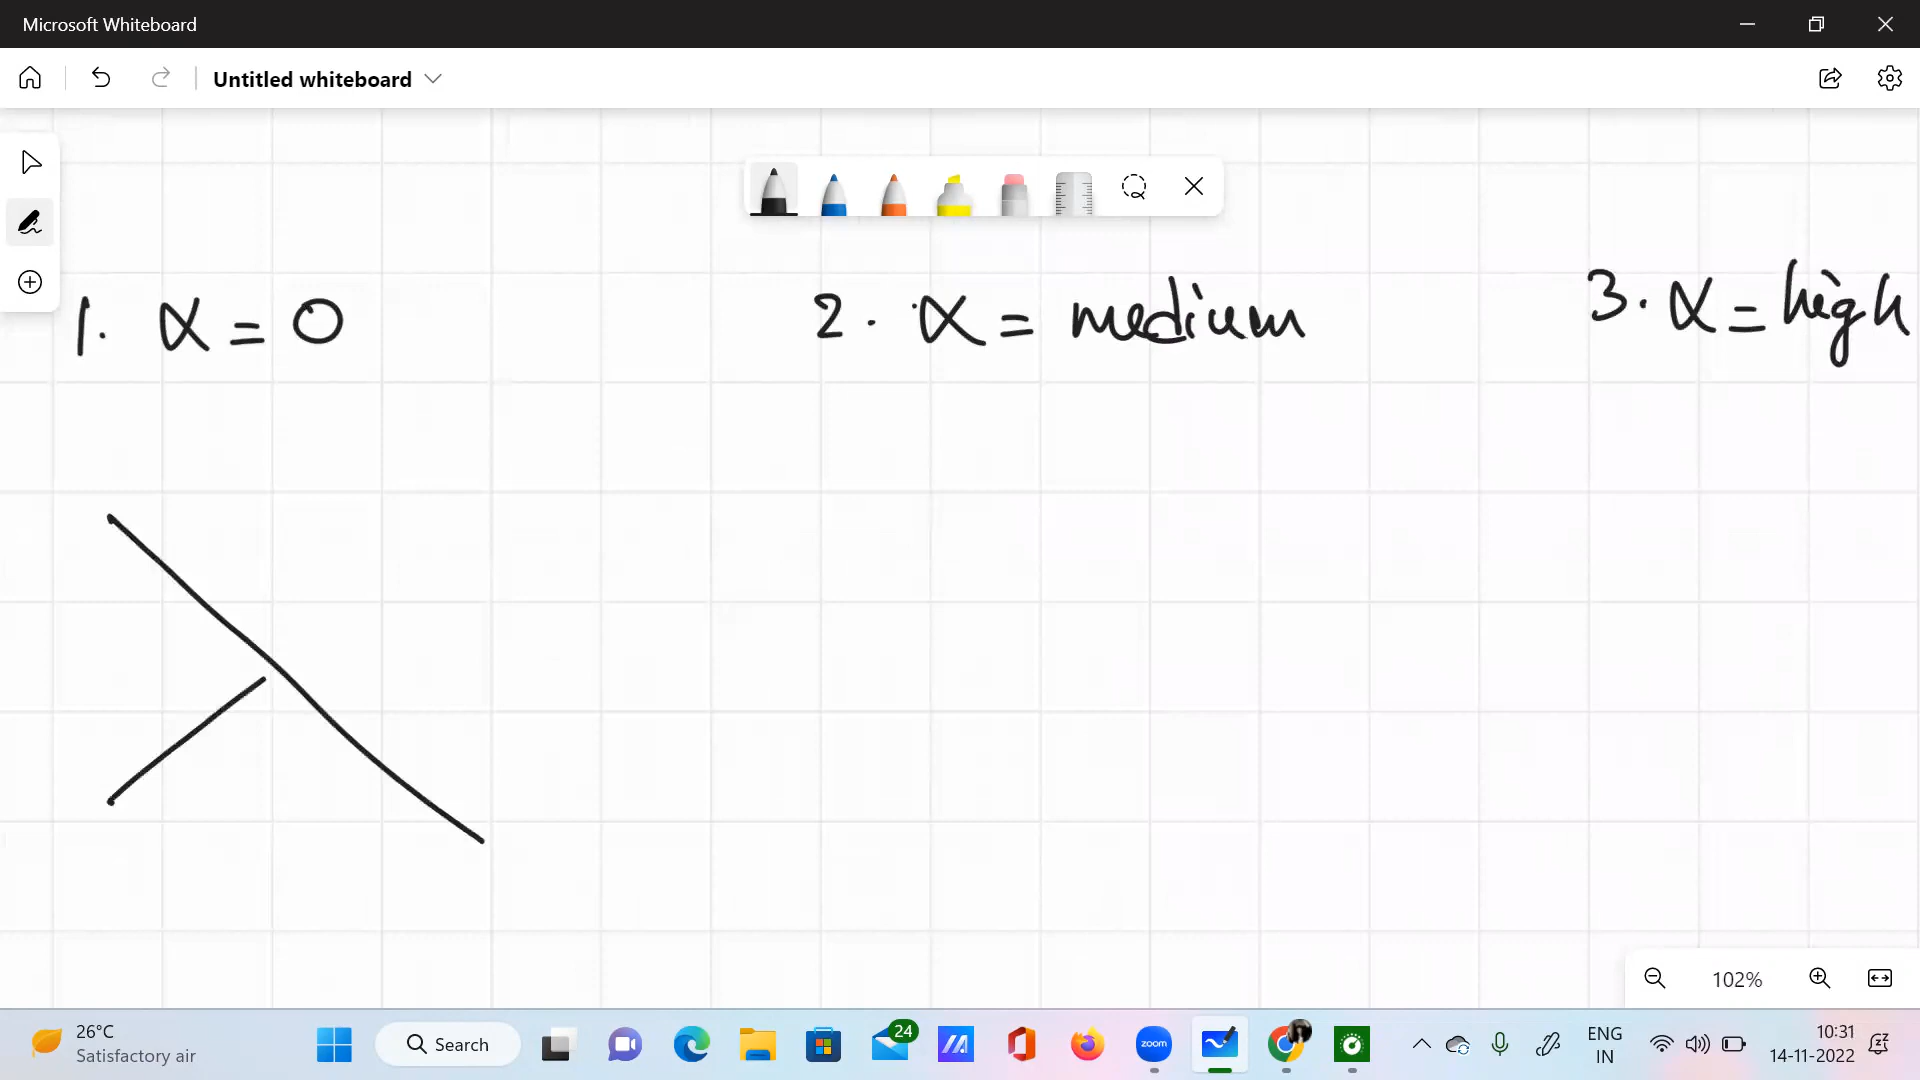 Microsoft Whiteboard
Untitled whiteboard
1. α = 0
2. α = medium
3. α = high
102%
26°C
Satisfactory air
Search
24
zoom
ENG
IN
10:31
14-11-2022